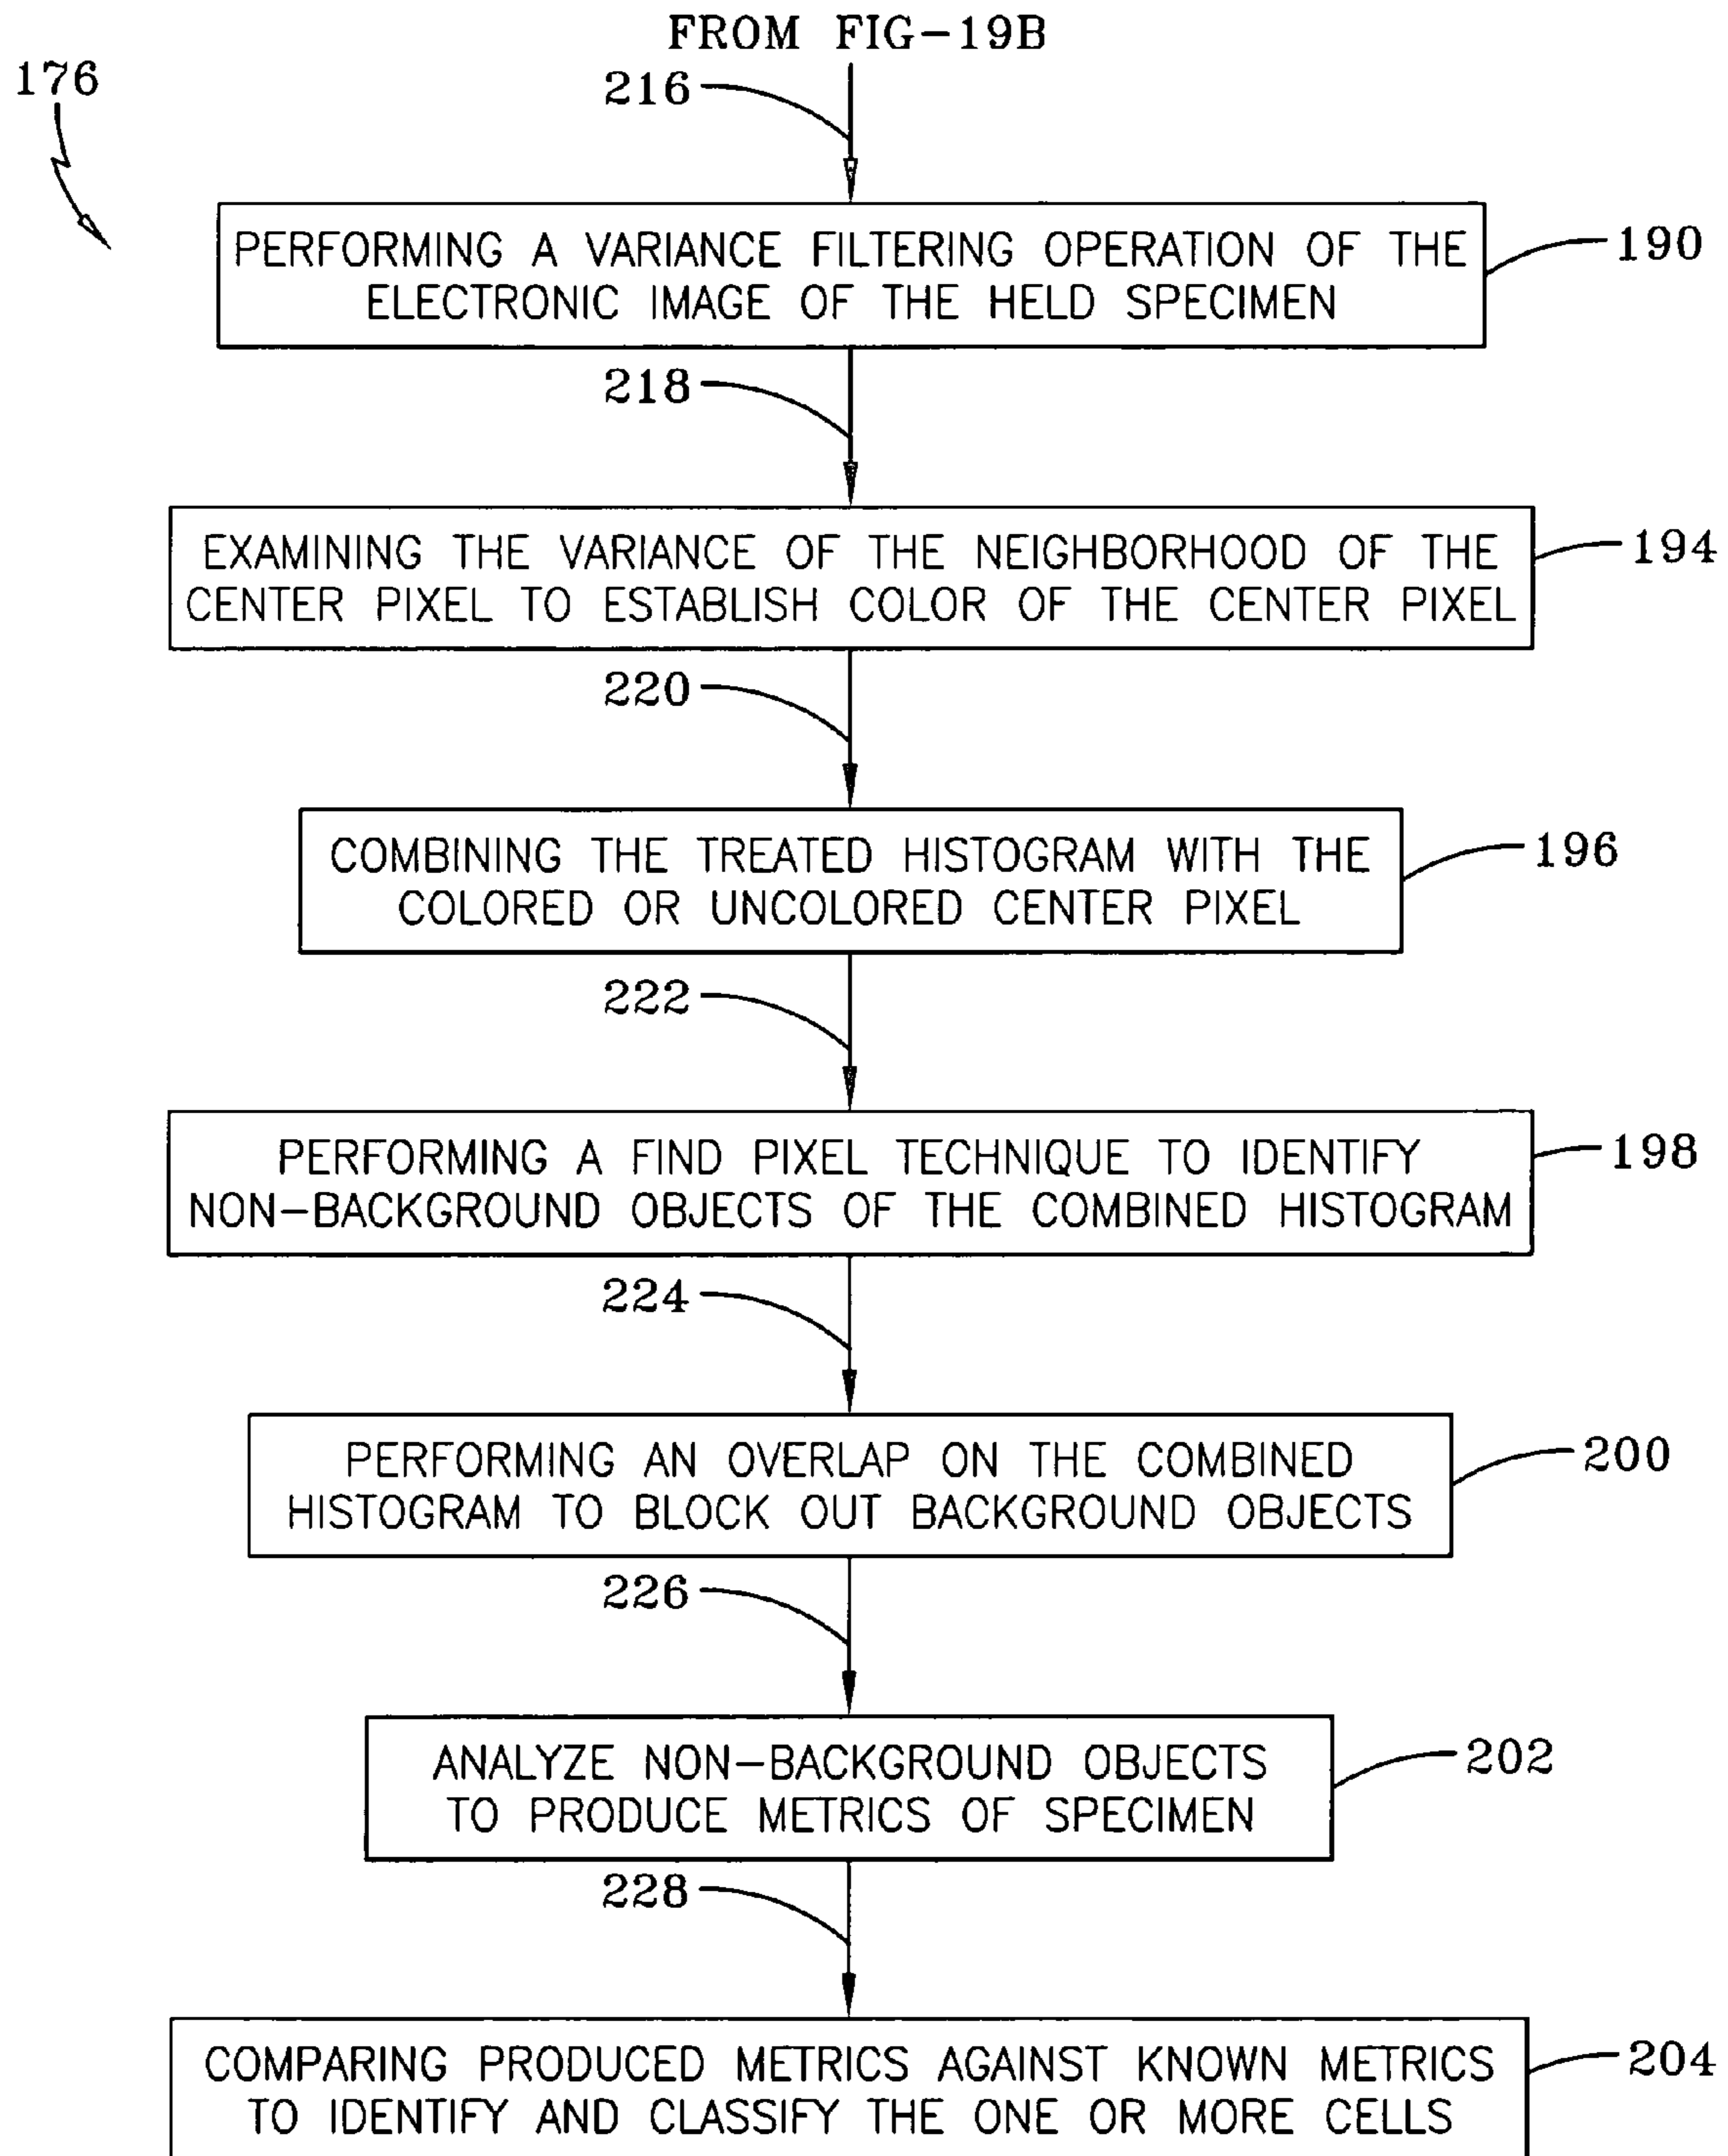 FROM FIG-19B
176
216
PERFORMING A VARIANCE FILTERING OPERATION OF THE
ELECTRONIC IMAGE OF THE HELD SPECIMEN
190
218
EXAMINING THE VARIANCE OF THE NEIGHBORHOOD OF THE
CENTER PIXEL TO ESTABLISH COLOR OF THE CENTER PIXEL
194
220
COMBINING THE TREATED HISTOGRAM WITH THE
COLORED OR UNCOLORED CENTER PIXEL
196
222
PERFORMING A FIND PIXEL TECHNIQUE TO IDENTIFY
NON-BACKGROUND OBJECTS OF THE COMBINED HISTOGRAM
198
224
PERFORMING AN OVERLAP ON THE COMBINED
HISTOGRAM TO BLOCK OUT BACKGROUND OBJECTS
200
226
ANALYZE NON-BACKGROUND OBJECTS
TO PRODUCE METRICS OF SPECIMEN
202
228
COMPARING PRODUCED METRICS AGAINST KNOWN METRICS
TO IDENTIFY AND CLASSIFY THE ONE OR MORE CELLS
204